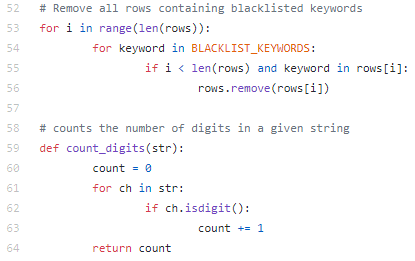 52 # Remove all rows containing blacklisted keywords
53 for i in range(len(rows)):
54         for keyword in BLACKLIST_KEYWORDS:
55                 if i < len(rows) and keyword in rows[i]:
56                         rows.remove(rows[i])
57
58 # counts the number of digits in a given string
59 def count_digits(str):
60         count = 0
61         for ch in str:
62                 if ch.isdigit():
63                         count += 1
64         return count